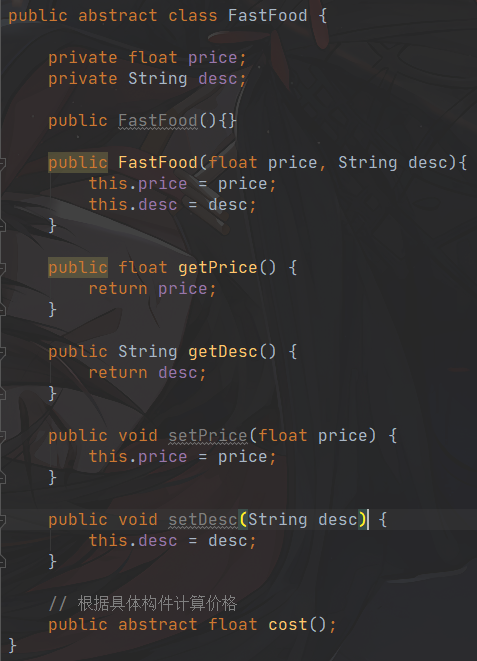 public abstract class FastFood {
private float price;
private String desc;
public FastFood(){}
public FastFood(float price, String desc){
this.price = price;
this.desc = desc;
}
public float getPrice() {
return price;
}
public String getDesc() {
return desc;
}
public void setPrice(float price) {
this.price = price;
}
public void setDesc(String desc) {
this.desc = desc;
}
// 根据具体构件计算价格
public abstract float cost();
}